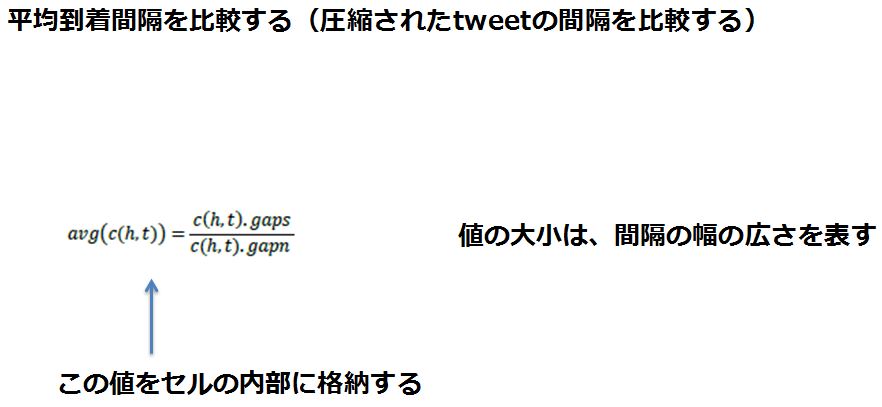 平均到着間隔を比較する（圧縮されたtweetの間隔を比較する）
avg(c(h,t)) = c(h,t).gaps / c(h,t).gapn
値の大小は、間隔の幅の広さを表す
この値をセルの内部に格納する